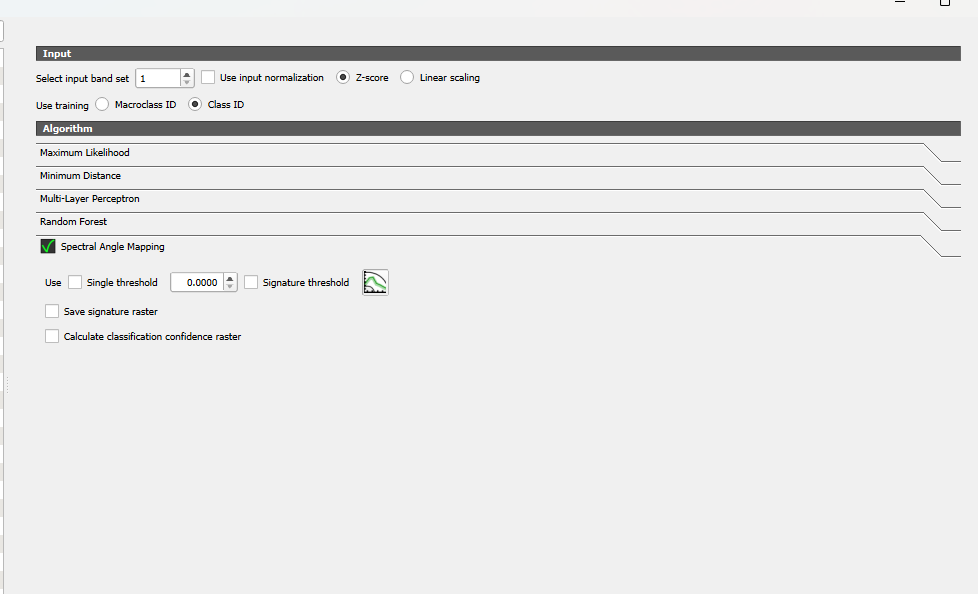 Input
Select input band set 1 Use input normalization Z-score Linear scaling
Use training Macroclass ID Class ID
Algorithm
Maximum Likelihood
Minimum Distance
Multi-Layer Perceptron
Random Forest
Spectral Angle Mapping
Use Single threshold 0.0000 Signature threshold
Save signature raster
Calculate classification confidence raster